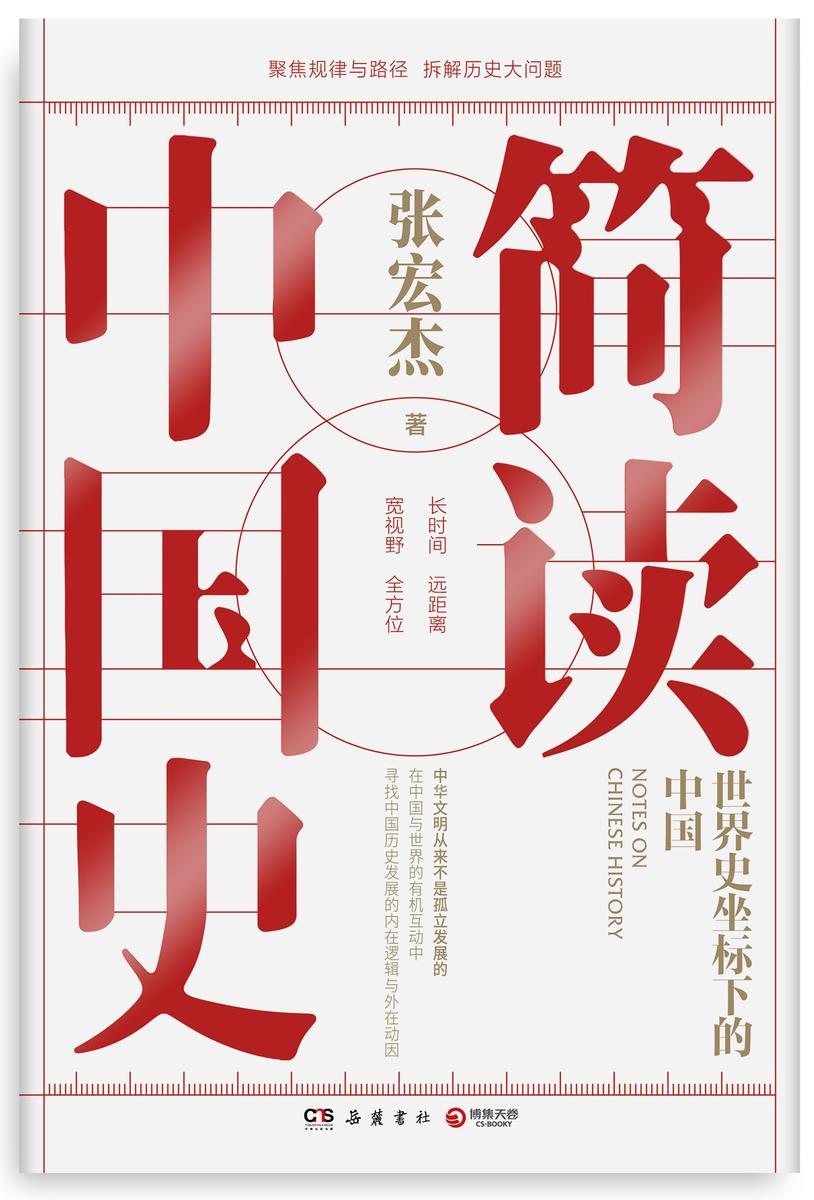 聚焦规律与路径 拆解历史大问题
简读
中国史
张宏杰
著
长时间 远距离
宽视野 全方位
世界史坐标下的
中国
NOTES ON
CHINESE HISTORY
中华文明从来不是孤立发展的
在中国与世界的有机互动中
寻找中国历史发展的内在逻辑与外在动因
岳麓书社
博集天卷
CS-BOOKY